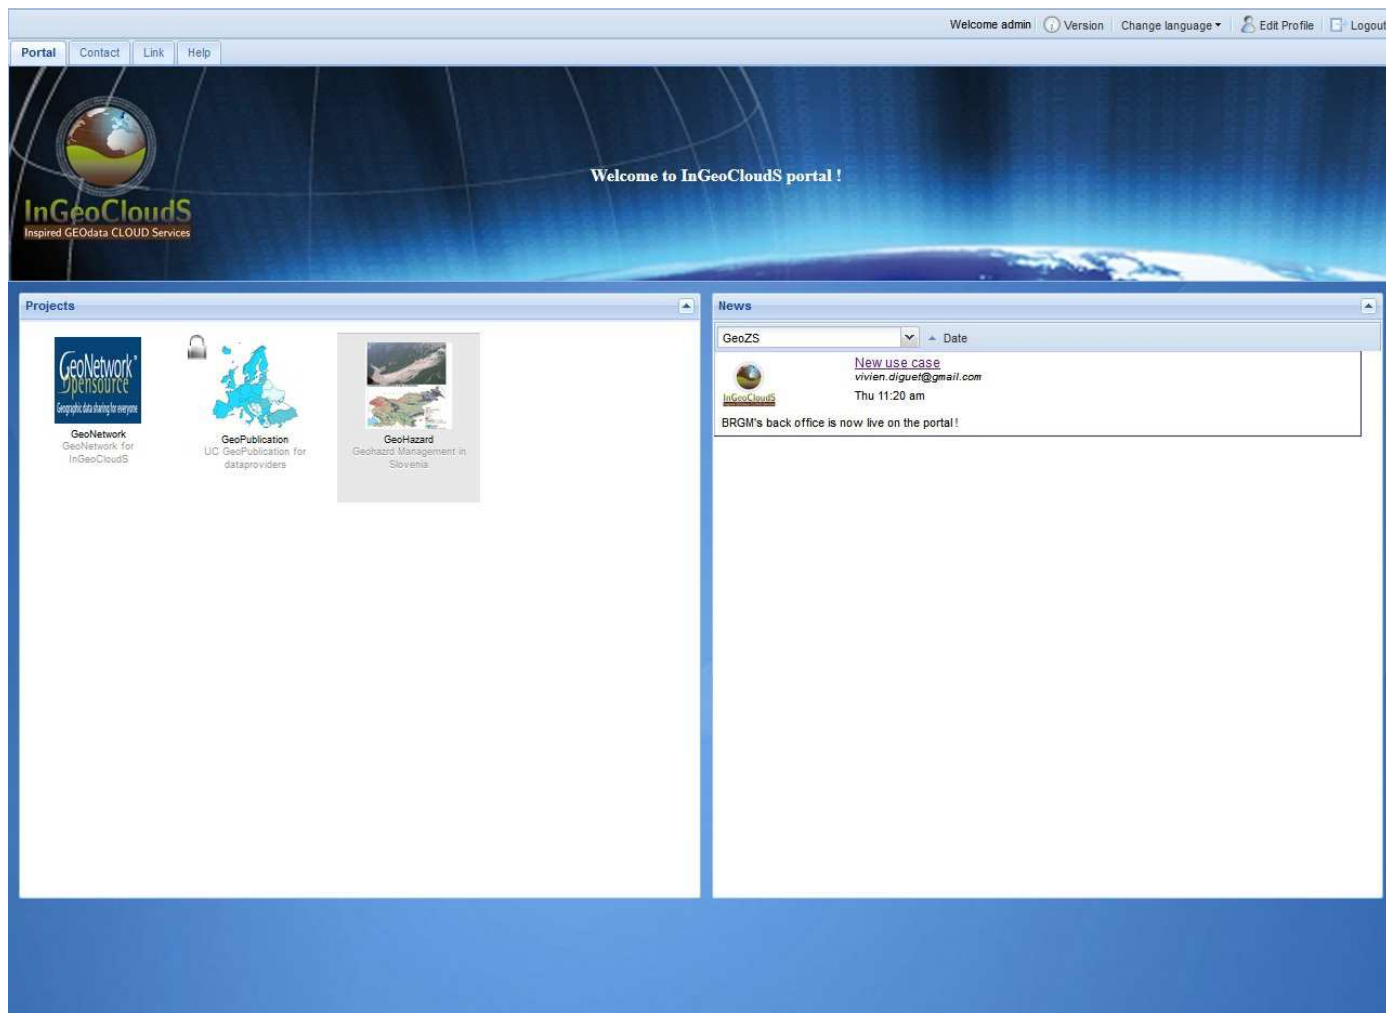 Welcome admin Version Change language Edit Profile Logout
Portal Contact Link Help
InGeoCloudS
Inspired GEOdata CLOUD Services
Welcome to InGeoCloudS portal !
Projects
GeoNetwork
Opensource
Geographic data sharing for everyone
GeoNetwork
GeoNetwork for
InGeoCloudS
GeoPublication
UC GeoPublication for
dataproviders
GeoHazard
Geohazrd Management in
Slovenia
News
GeoZS Date
InGeoCloudS
New use case
vivien.diguet@gmail.com
Thu 11:20 am
BRGM's back office is now live on the portal !